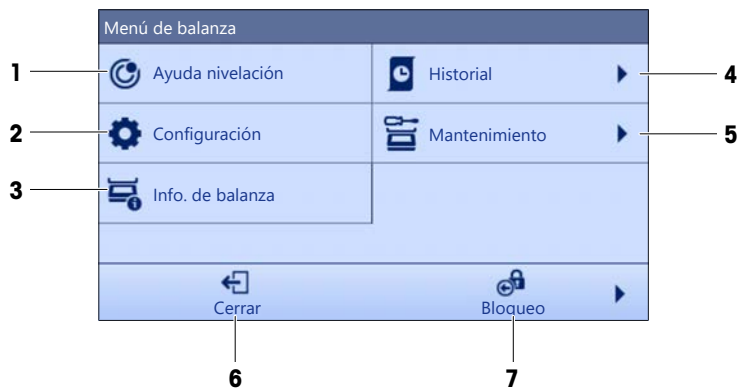 Menú de balanza
1 Ayuda nivelación Historial 4
2 Configuración Mantenimiento 5
3 Info. de balanza
Cerrar Bloqueo
6 7